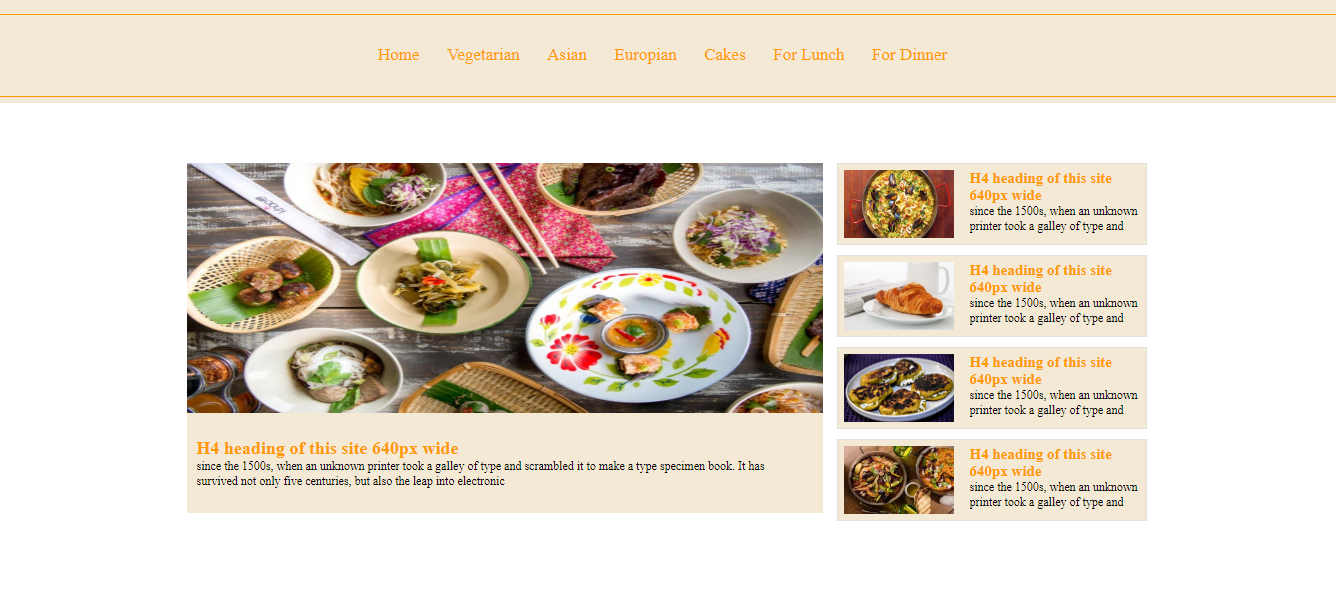 Home Vegetarian Asian Europian Cakes For Lunch For Dinner
H4 heading of this site 640px wide
since the 1500s, when an unknown printer took a galley of type and scrambled it to make a type specimen book. It has
survived not only five centuries, but also the leap into electronic
H4 heading of this site
640px wide
since the 1500s, when an unknown
printer took a galley of type and
H4 heading of this site
640px wide
since the 1500s, when an unknown
printer took a galley of type and
H4 heading of this site
640px wide
since the 1500s, when an unknown
printer took a galley of type and
H4 heading of this site
640px wide
since the 1500s, when an unknown
printer took a galley of type and